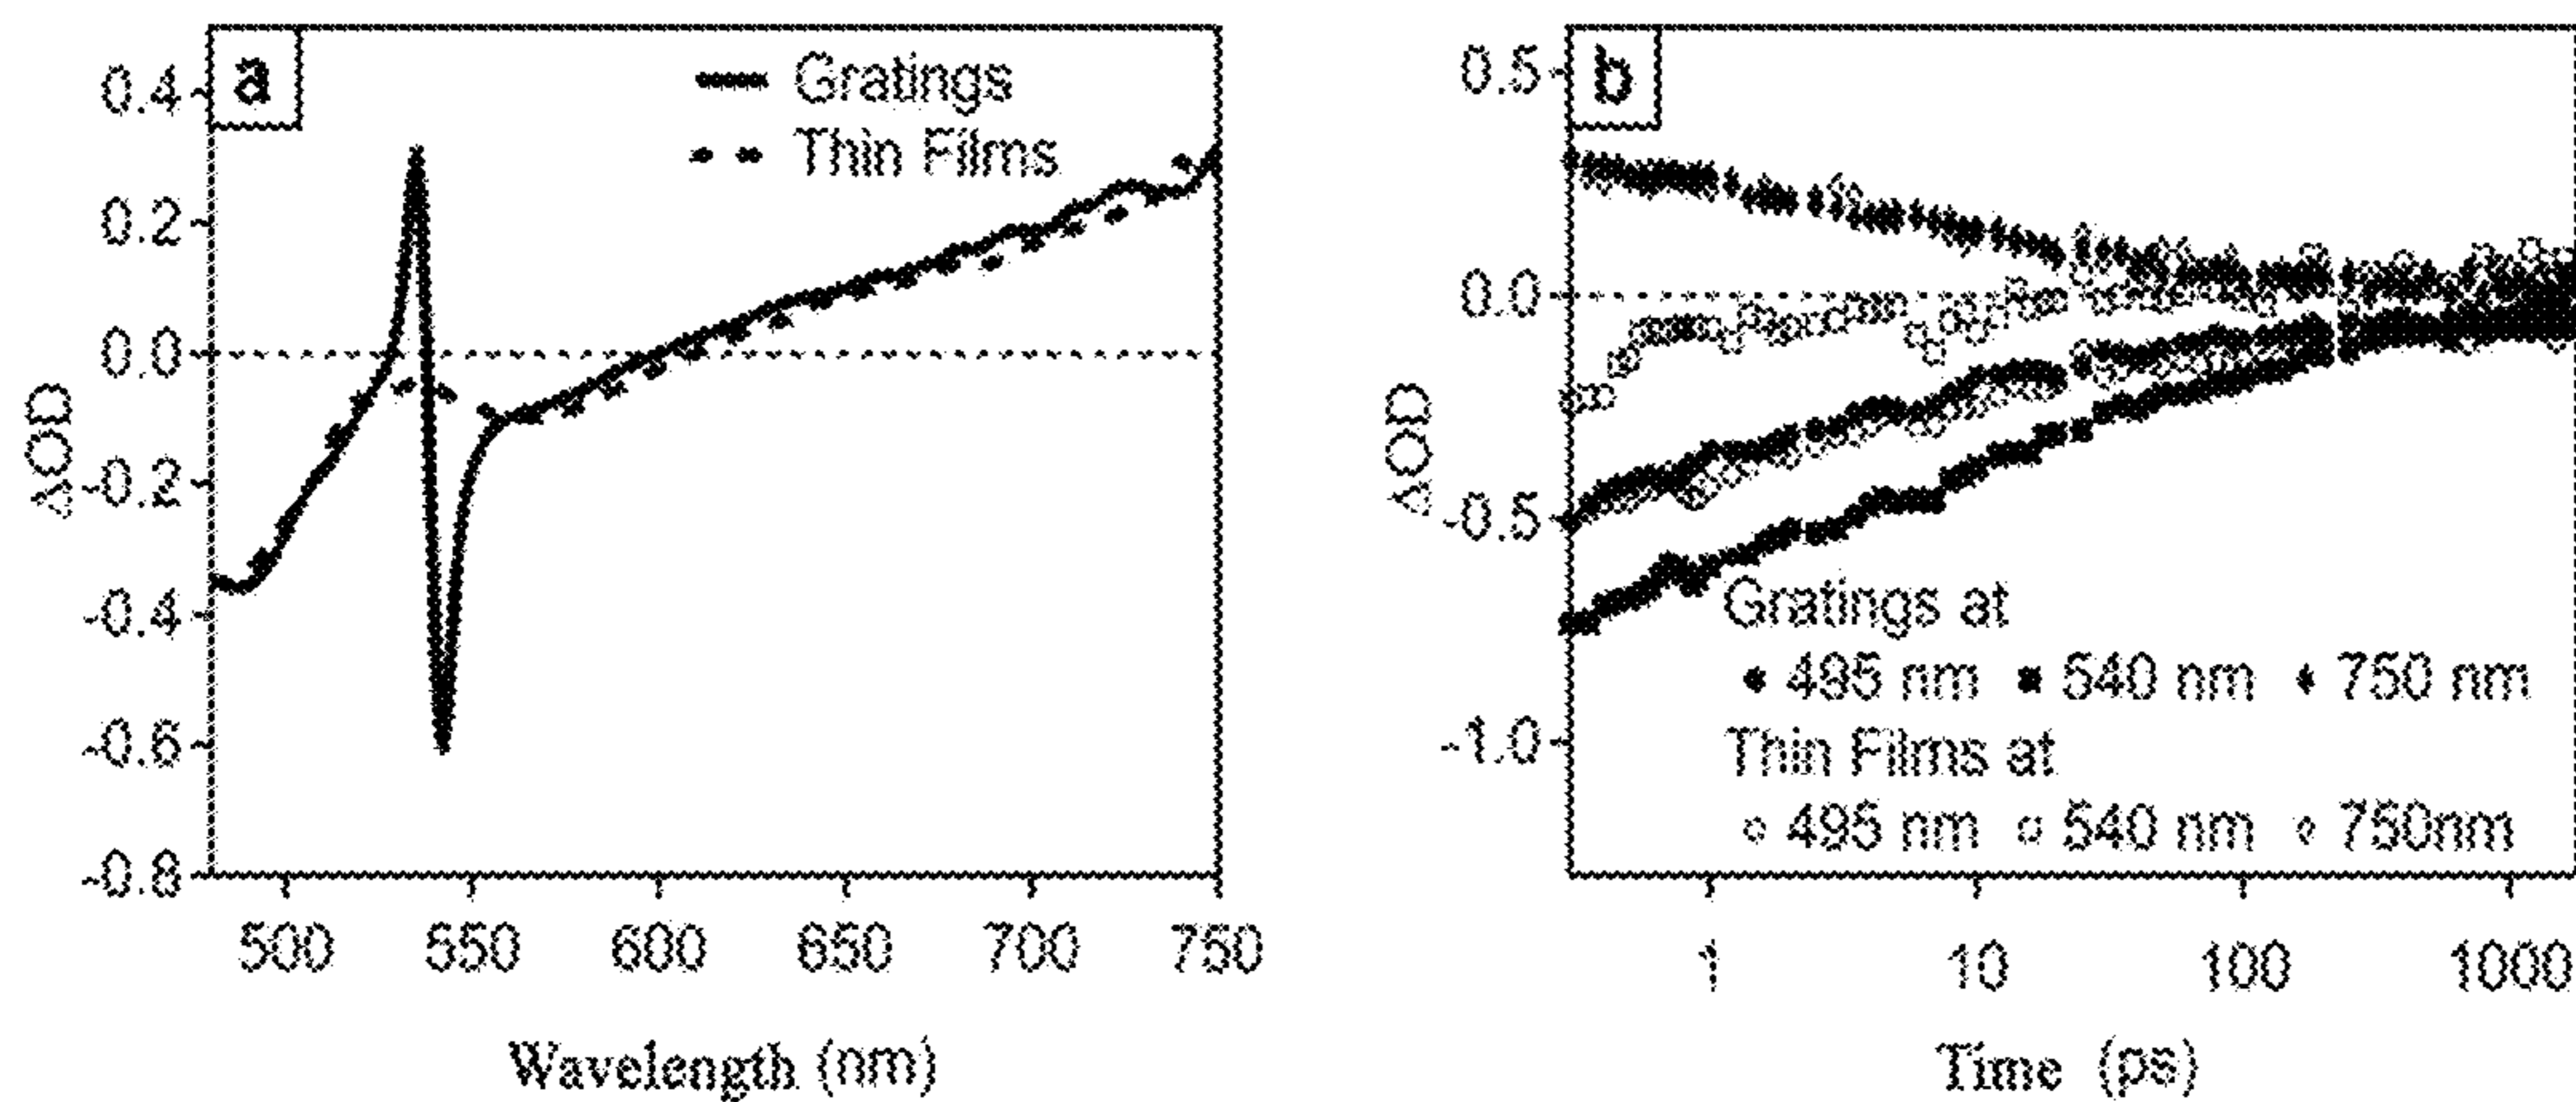 a
Gratings
Thin Films
0.4
0.2
0.0
-0.2
-0.4
-0.6
-0.8
ΔOD
500 550 600 650 700 750
Wavelength (nm)
b
0.5
0.0
-0.5
-1.0
ΔOD
Gratings at
495 nm 540 nm 750 nm
Thin Films at
495 nm 540 nm 750nm
1 10 100 1000
Time (ps)